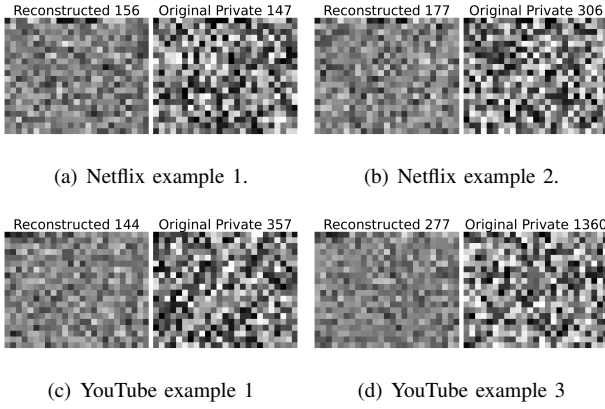 Reconstructed 156 Original Private 147 Reconstructed 177 Original Private 306
(a) Netflix example 1. (b) Netflix example 2.
Reconstructed 144 Original Private 357 Reconstructed 277 Original Private 1360
(c) YouTube example 1 (d) YouTube example 3